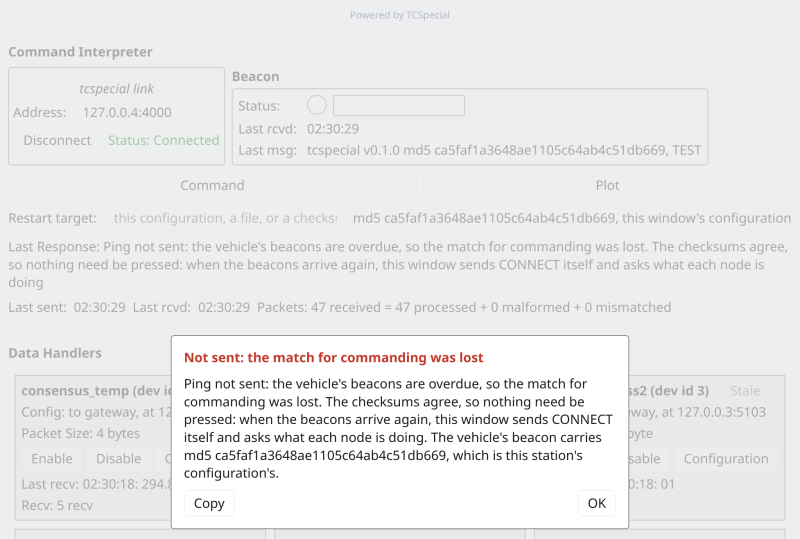 Powered by TCSpecial
Command Interpreter
tcspecial link
Address: 127.0.0.4:4000
Disconnect Status: Connected
Beacon
Status:
Last rcvd: 02:30:29
Last msg: tcspecial v0.1.0 md5 ca5faf1a3648ae1105c64ab4c51db669, TEST
Command Plot
Restart target: this configuration, a file, or a checks md5 ca5faf1a3648ae1105c64ab4c51db669, this window's configuration
Last Response: Ping not sent: the vehicle's beacons are overdue, so the match for commanding was lost. The checksums agree,
so nothing need be pressed: when the beacons arrive again, this window sends CONNECT itself and asks what each node is
doing
Last sent: 02:30:29 Last rcvd: 02:30:29 Packets: 47 received = 47 processed + 0 malformed + 0 mismatched
Data Handlers
consensus_temp (dev id
Config: to gateway, at 12
Packet Size: 4 bytes
Enable Disable
Last recv: 02:30:18: 294.8
Recv: 5 recv
ss2 (dev id 3) Stale
way, at 127.0.0.3:5103
yte
sable Configuration
0:18: 01
Not sent: the match for commanding was lost
Ping not sent: the vehicle's beacons are overdue, so the match for
commanding was lost. The checksums agree, so nothing need be
pressed: when the beacons arrive again, this window sends CONNECT
itself and asks what each node is doing. The vehicle's beacon carries
md5 ca5faf1a3648ae1105c64ab4c51db669, which is this station's
configuration's.
Copy OK